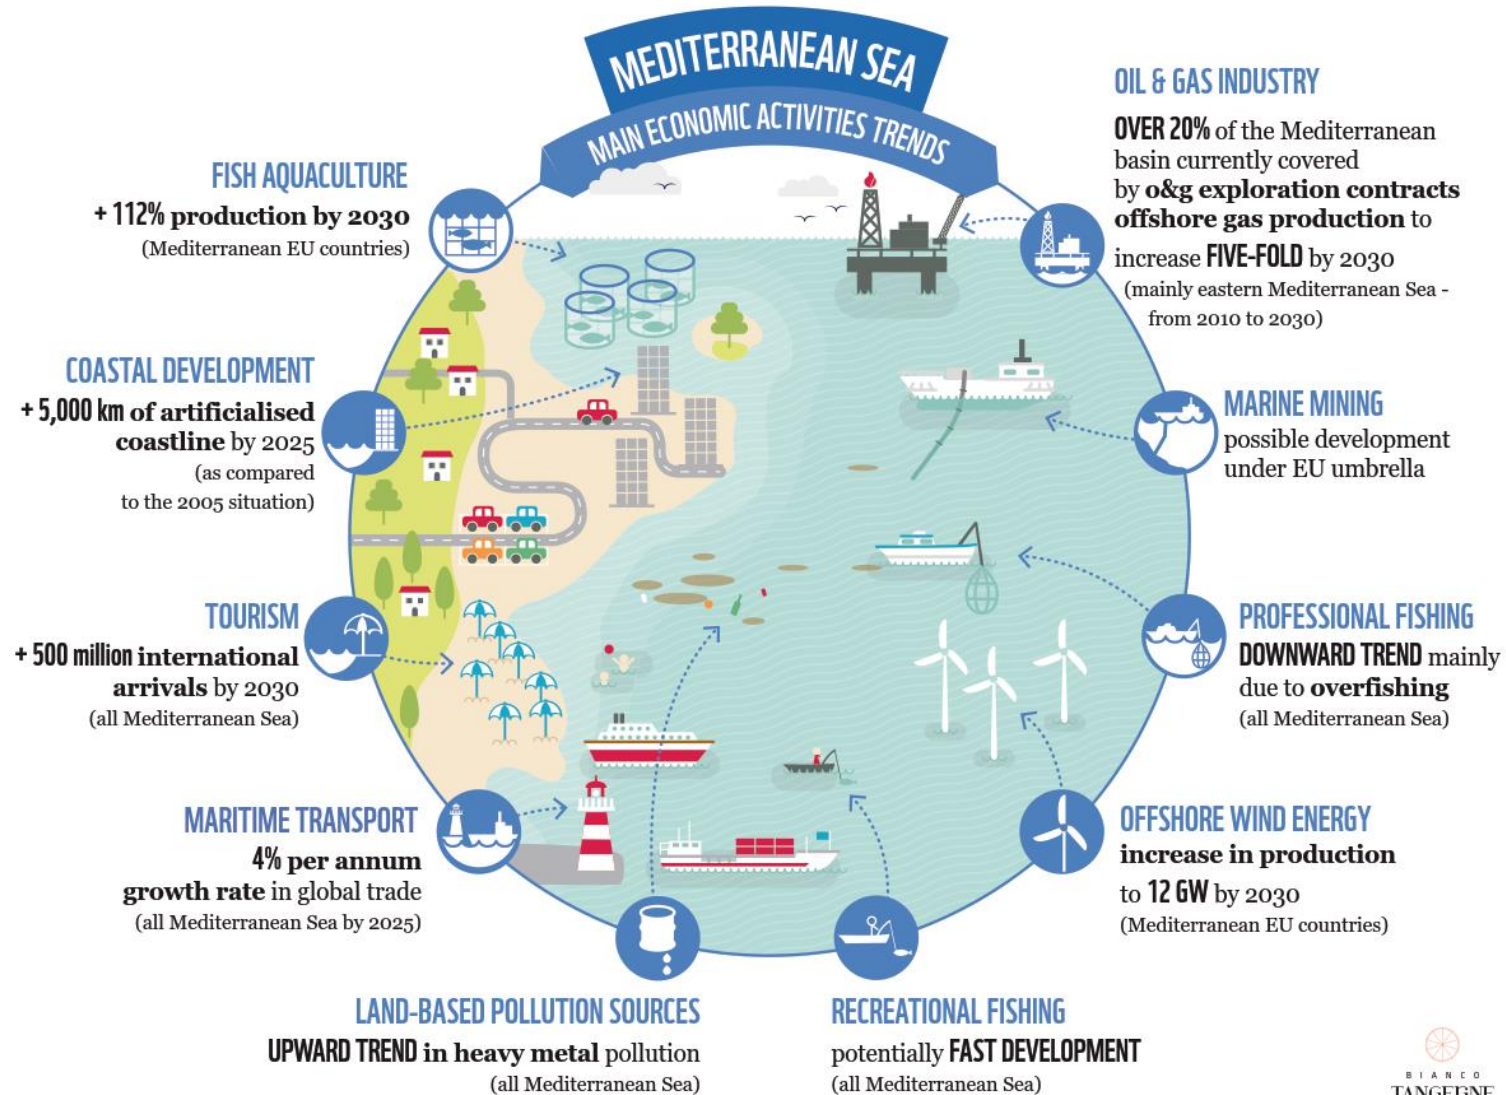 MEDITERRANEAN SEA
MAIN ECONOMIC ACTIVITIES TRENDS
FISH AQUACULTURE
+ 112% production by 2030
(Mediterranean EU countries)
COASTAL DEVELOPMENT
+ 5,000 km of artificialised
coastline by 2025
(as compared
to the 2005 situation)
TOURISM
+ 500 million international
arrivals by 2030
(all Mediterranean Sea)
MARITIME TRANSPORT
4% per annum
growth rate in global trade
(all Mediterranean Sea by 2025)
LAND-BASED POLLUTION SOURCES
UPWARD TREND in heavy metal pollution
(all Mediterranean Sea)
RECREATIONAL FISHING
potentially FAST DEVELOPMENT
(all Mediterranean Sea)
OIL & GAS INDUSTRY
OVER 20% of the Mediterranean
basin currently covered
by o&g exploration contracts
offshore gas production to
increase FIVE-FOLD by 2030
(mainly eastern Mediterranean Sea -
from 2010 to 2030)
MARINE MINING
possible development
under EU umbrella
PROFESSIONAL FISHING
DOWNWARD TREND mainly
due to overfishing
(all Mediterranean Sea)
OFFSHORE WIND ENERGY
increase in production
to 12 GW by 2030
(Mediterranean EU countries)
BIANCO